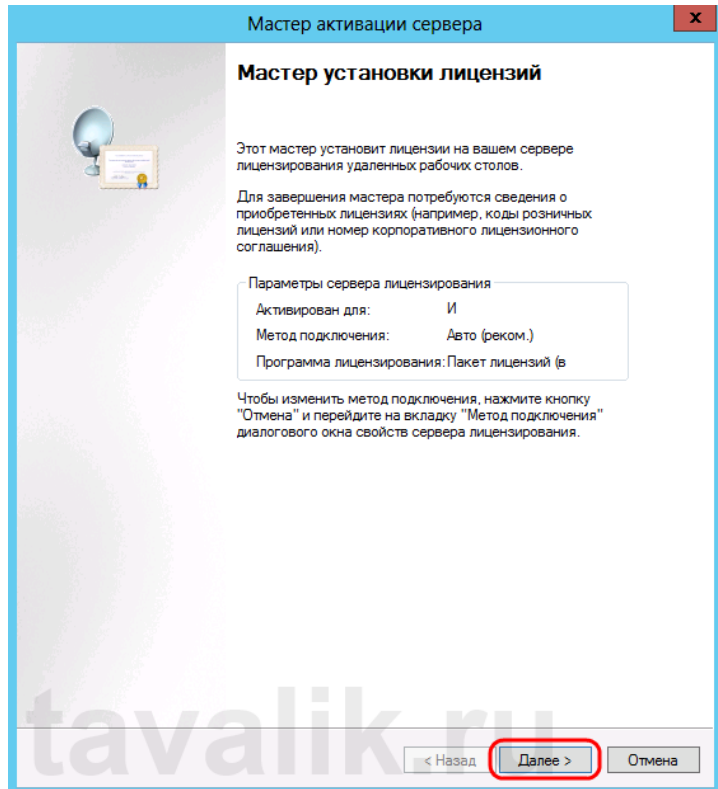 Мастер активации сервера
x
Мастер установки лицензий
Этот мастер установит лицензии на вашем сервере
лицензирования удаленных рабочих столов.
Для завершения мастера потребуются сведения о
приобретенных лицензиях (например, коды розничных
лицензий или номер корпоративного лицензионного
соглашения).
Параметры сервера лицензирования
Активирован для: И
Метод подключения: Авто (реком.)
Программа лицензирования: Пакет лицензий (в
Чтобы изменить метод подключения, нажмите кнопку
"Отмена" и перейдите на вкладку "Метод подключения"
диалогового окна свойств сервера лицензирования.
tavalik.ru
< Назад Далее > Отмена